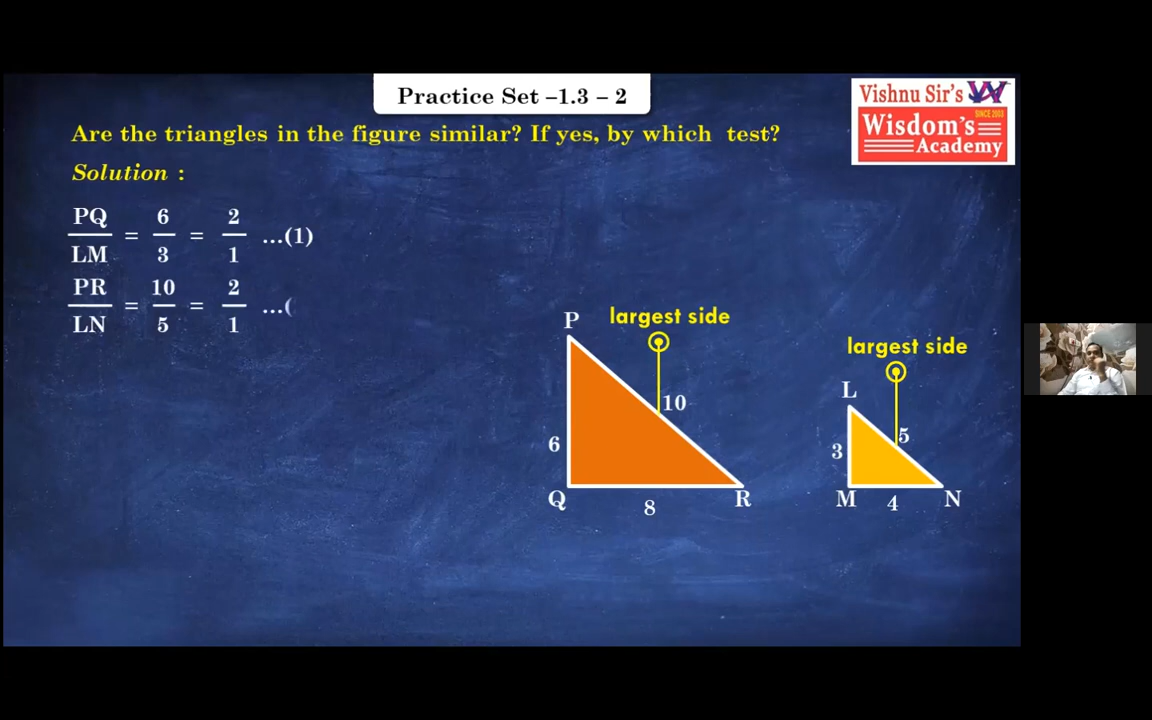 Practice Set –1.3 – 2
Vishnu Sir's W
SINCE 2003
Wisdom's
Academy
Are the triangles in the figure similar? If yes, by which test?
Solution :
PQ/LM = 6/3 = 2/1 ...(1)
PR/LN = 10/5 = 2/1 ...(
P
largest side
10
6
Q
8
R
largest side
L
5
3
M
4
N